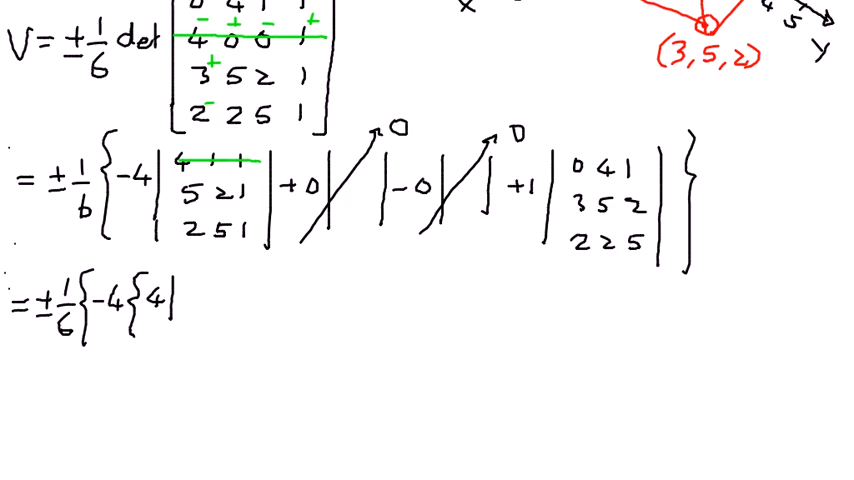 0 4 1 1
V = ± 1/6 det [ 4 0 0 1
3 5 2 1
2 2 5 1 ]
- + - +
+
-
x
4 5
y
(3, 5, 2)
= ± 1/6 { -4 | 4 1 1
5 2 1
2 5 1 | + 0 | | → 0 - 0 | | → 0 + 1 | 0 4 1
3 5 2
2 2 5 | }
= ± 1/6 { -4 { 4 |